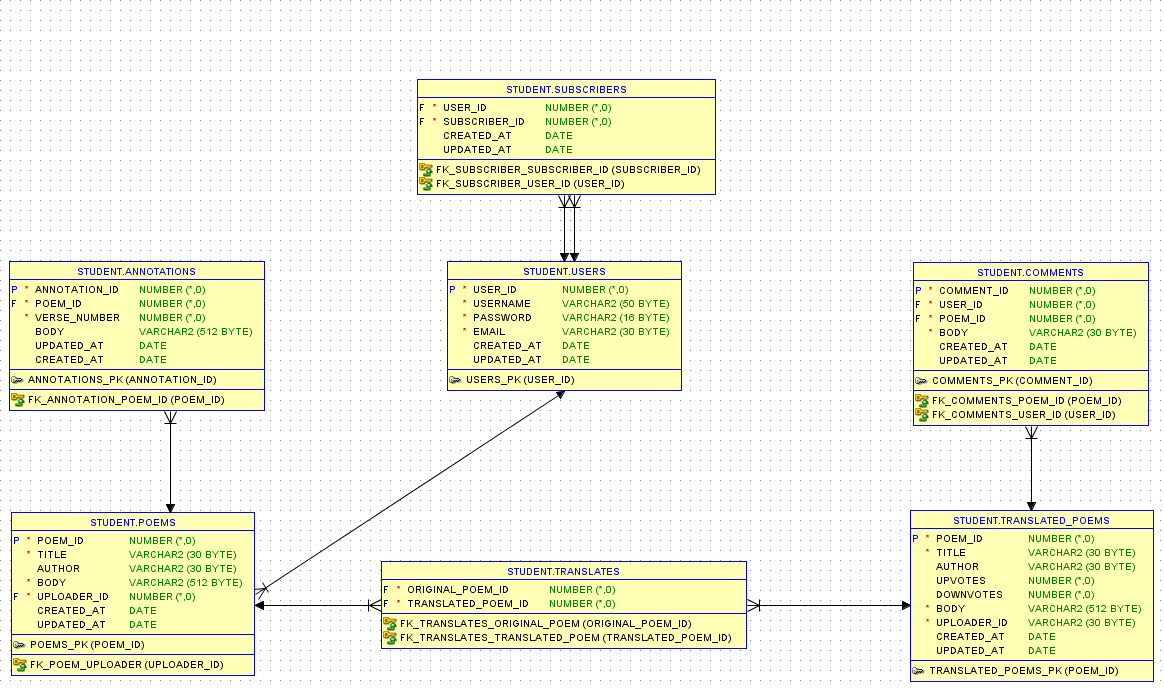 STUDENT.SUBSCRIBERS
F * USER_ID NUMBER (*,0)
F * SUBSCRIBER_ID NUMBER (*,0)
CREATED_AT DATE
UPDATED_AT DATE
FK_SUBSCRIBER_SUBSCRIBER_ID (SUBSCRIBER_ID)
FK_SUBSCRIBER_USER_ID (USER_ID)
STUDENT.ANNOTATIONS
P * ANNOTATION_ID NUMBER (*,0)
F * POEM_ID NUMBER (*,0)
* VERSE_NUMBER NUMBER (*,0)
BODY VARCHAR2 (512 BYTE)
UPDATED_AT DATE
CREATED_AT DATE
ANNOTATIONS_PK (ANNOTATION_ID)
FK_ANNOTATION_POEM_ID (POEM_ID)
STUDENT.USERS
P * USER_ID NUMBER (*,0)
* USERNAME VARCHAR2 (50 BYTE)
* PASSWORD VARCHAR2 (16 BYTE)
* EMAIL VARCHAR2 (30 BYTE)
CREATED_AT DATE
UPDATED_AT DATE
USERS_PK (USER_ID)
STUDENT.COMMENTS
P * COMMENT_ID NUMBER (*,0)
F * USER_ID NUMBER (*,0)
F * POEM_ID NUMBER (*,0)
* BODY VARCHAR2 (30 BYTE)
CREATED_AT DATE
UPDATED_AT DATE
COMMENTS_PK (COMMENT_ID)
FK_COMMENTS_POEM_ID (POEM_ID)
FK_COMMENTS_USER_ID (USER_ID)
STUDENT.POEMS
P * POEM_ID NUMBER (*,0)
* TITLE VARCHAR2 (30 BYTE)
AUTHOR VARCHAR2 (30 BYTE)
* BODY VARCHAR2 (512 BYTE)
F * UPLOADER_ID NUMBER (*,0)
CREATED_AT DATE
UPDATED_AT DATE
POEMS_PK (POEM_ID)
FK_POEM_UPLOADER (UPLOADER_ID)
STUDENT.TRANSLATES
F * ORIGINAL_POEM_ID NUMBER (*,0)
F * TRANSLATED_POEM_ID NUMBER (*,0)
FK_TRANSLATES_ORIGINAL_POEM (ORIGINAL_POEM_ID)
FK_TRANSLATES_TRANSLATED_POEM (TRANSLATED_POEM_ID)
STUDENT.TRANSLATED_POEMS
P * POEM_ID NUMBER (*,0)
* TITLE VARCHAR2 (30 BYTE)
AUTHOR VARCHAR2 (30 BYTE)
UPVOTES NUMBER (*,0)
DOWNVOTES NUMBER (*,0)
* BODY VARCHAR2 (512 BYTE)
* UPLOADER_ID VARCHAR2 (30 BYTE)
CREATED_AT DATE
UPDATED_AT DATE
TRANSLATED_POEMS_PK (POEM_ID)